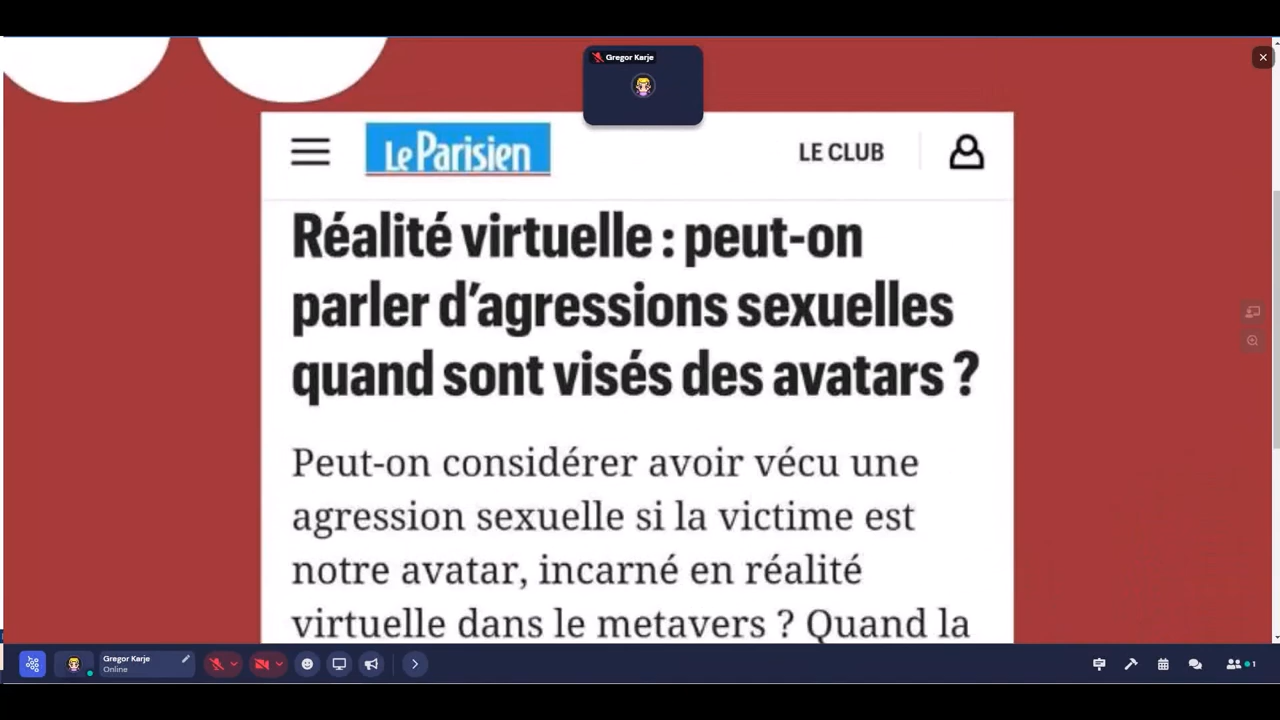 Gregor Karje
Le Parisien
LE CLUB
Réalité virtuelle : peut-on
parler d’agressions sexuelles
quand sont visés des avatars ?
Peut-on considérer avoir vécu une
agression sexuelle si la victime est
notre avatar, incarné en réalité
virtuelle dans le metavers ? Quand la
Gregor Karje
Online
1